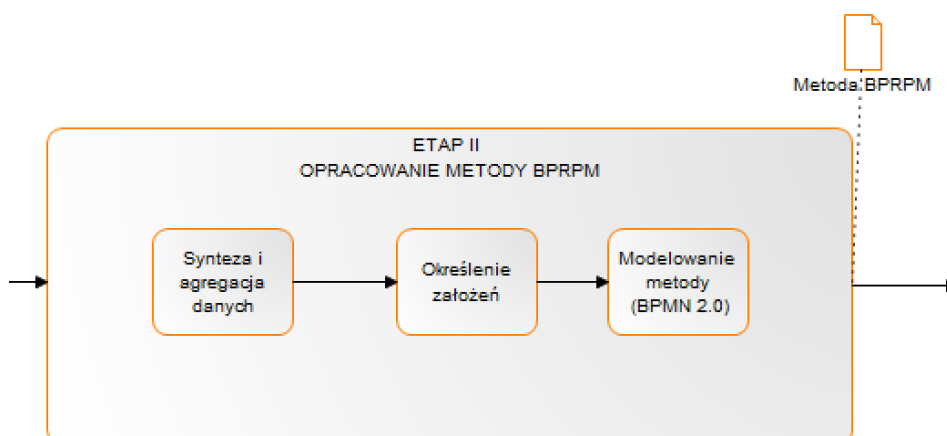 Metoda BPRPM
ETAP II
OPRACOWANIE METODY BPRPM
Synteza i
agregacja
danych
Określenie
założeń
Modelowanie
metody
(BPMN 2.0)